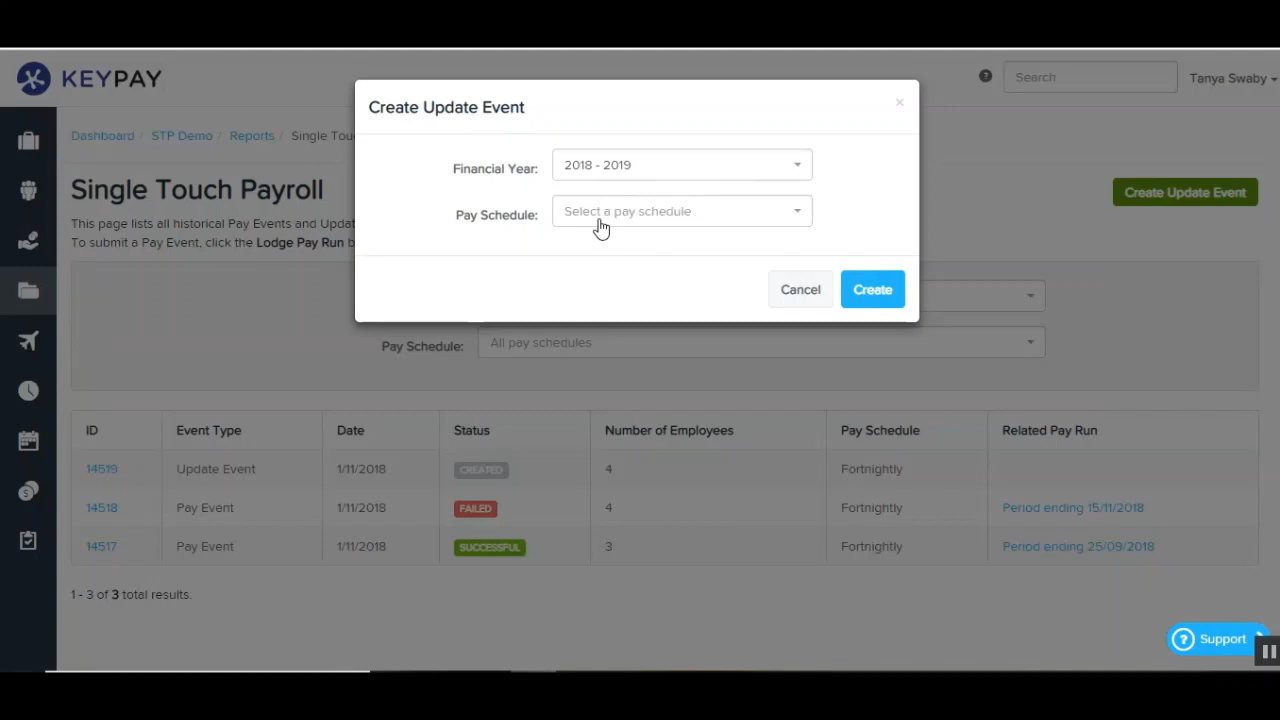 KEYPAY
? Search Tanya Swaby
Create Update Event ×
Dashboard / STP Demo / Reports / Single Tou
Financial Year: 2018 - 2019
Pay Schedule: Select a pay schedule
Single Touch Payroll
Create Update Event
This page lists all historical Pay Events and Updat
To submit a Pay Event, click the Lodge Pay Run b
Cancel Create
Pay Schedule: All pay schedules
ID Event Type Date Status Number of Employees Pay Schedule Related Pay Run
14519 Update Event 1/11/2018 CREATED 4 Fortnightly
14518 Pay Event 1/11/2018 FAILED 4 Fortnightly Period ending 15/11/2018
14517 Pay Event 1/11/2018 SUCCESSFUL 3 Fortnightly Period ending 25/09/2018
1 - 3 of 3 total results.
? Support